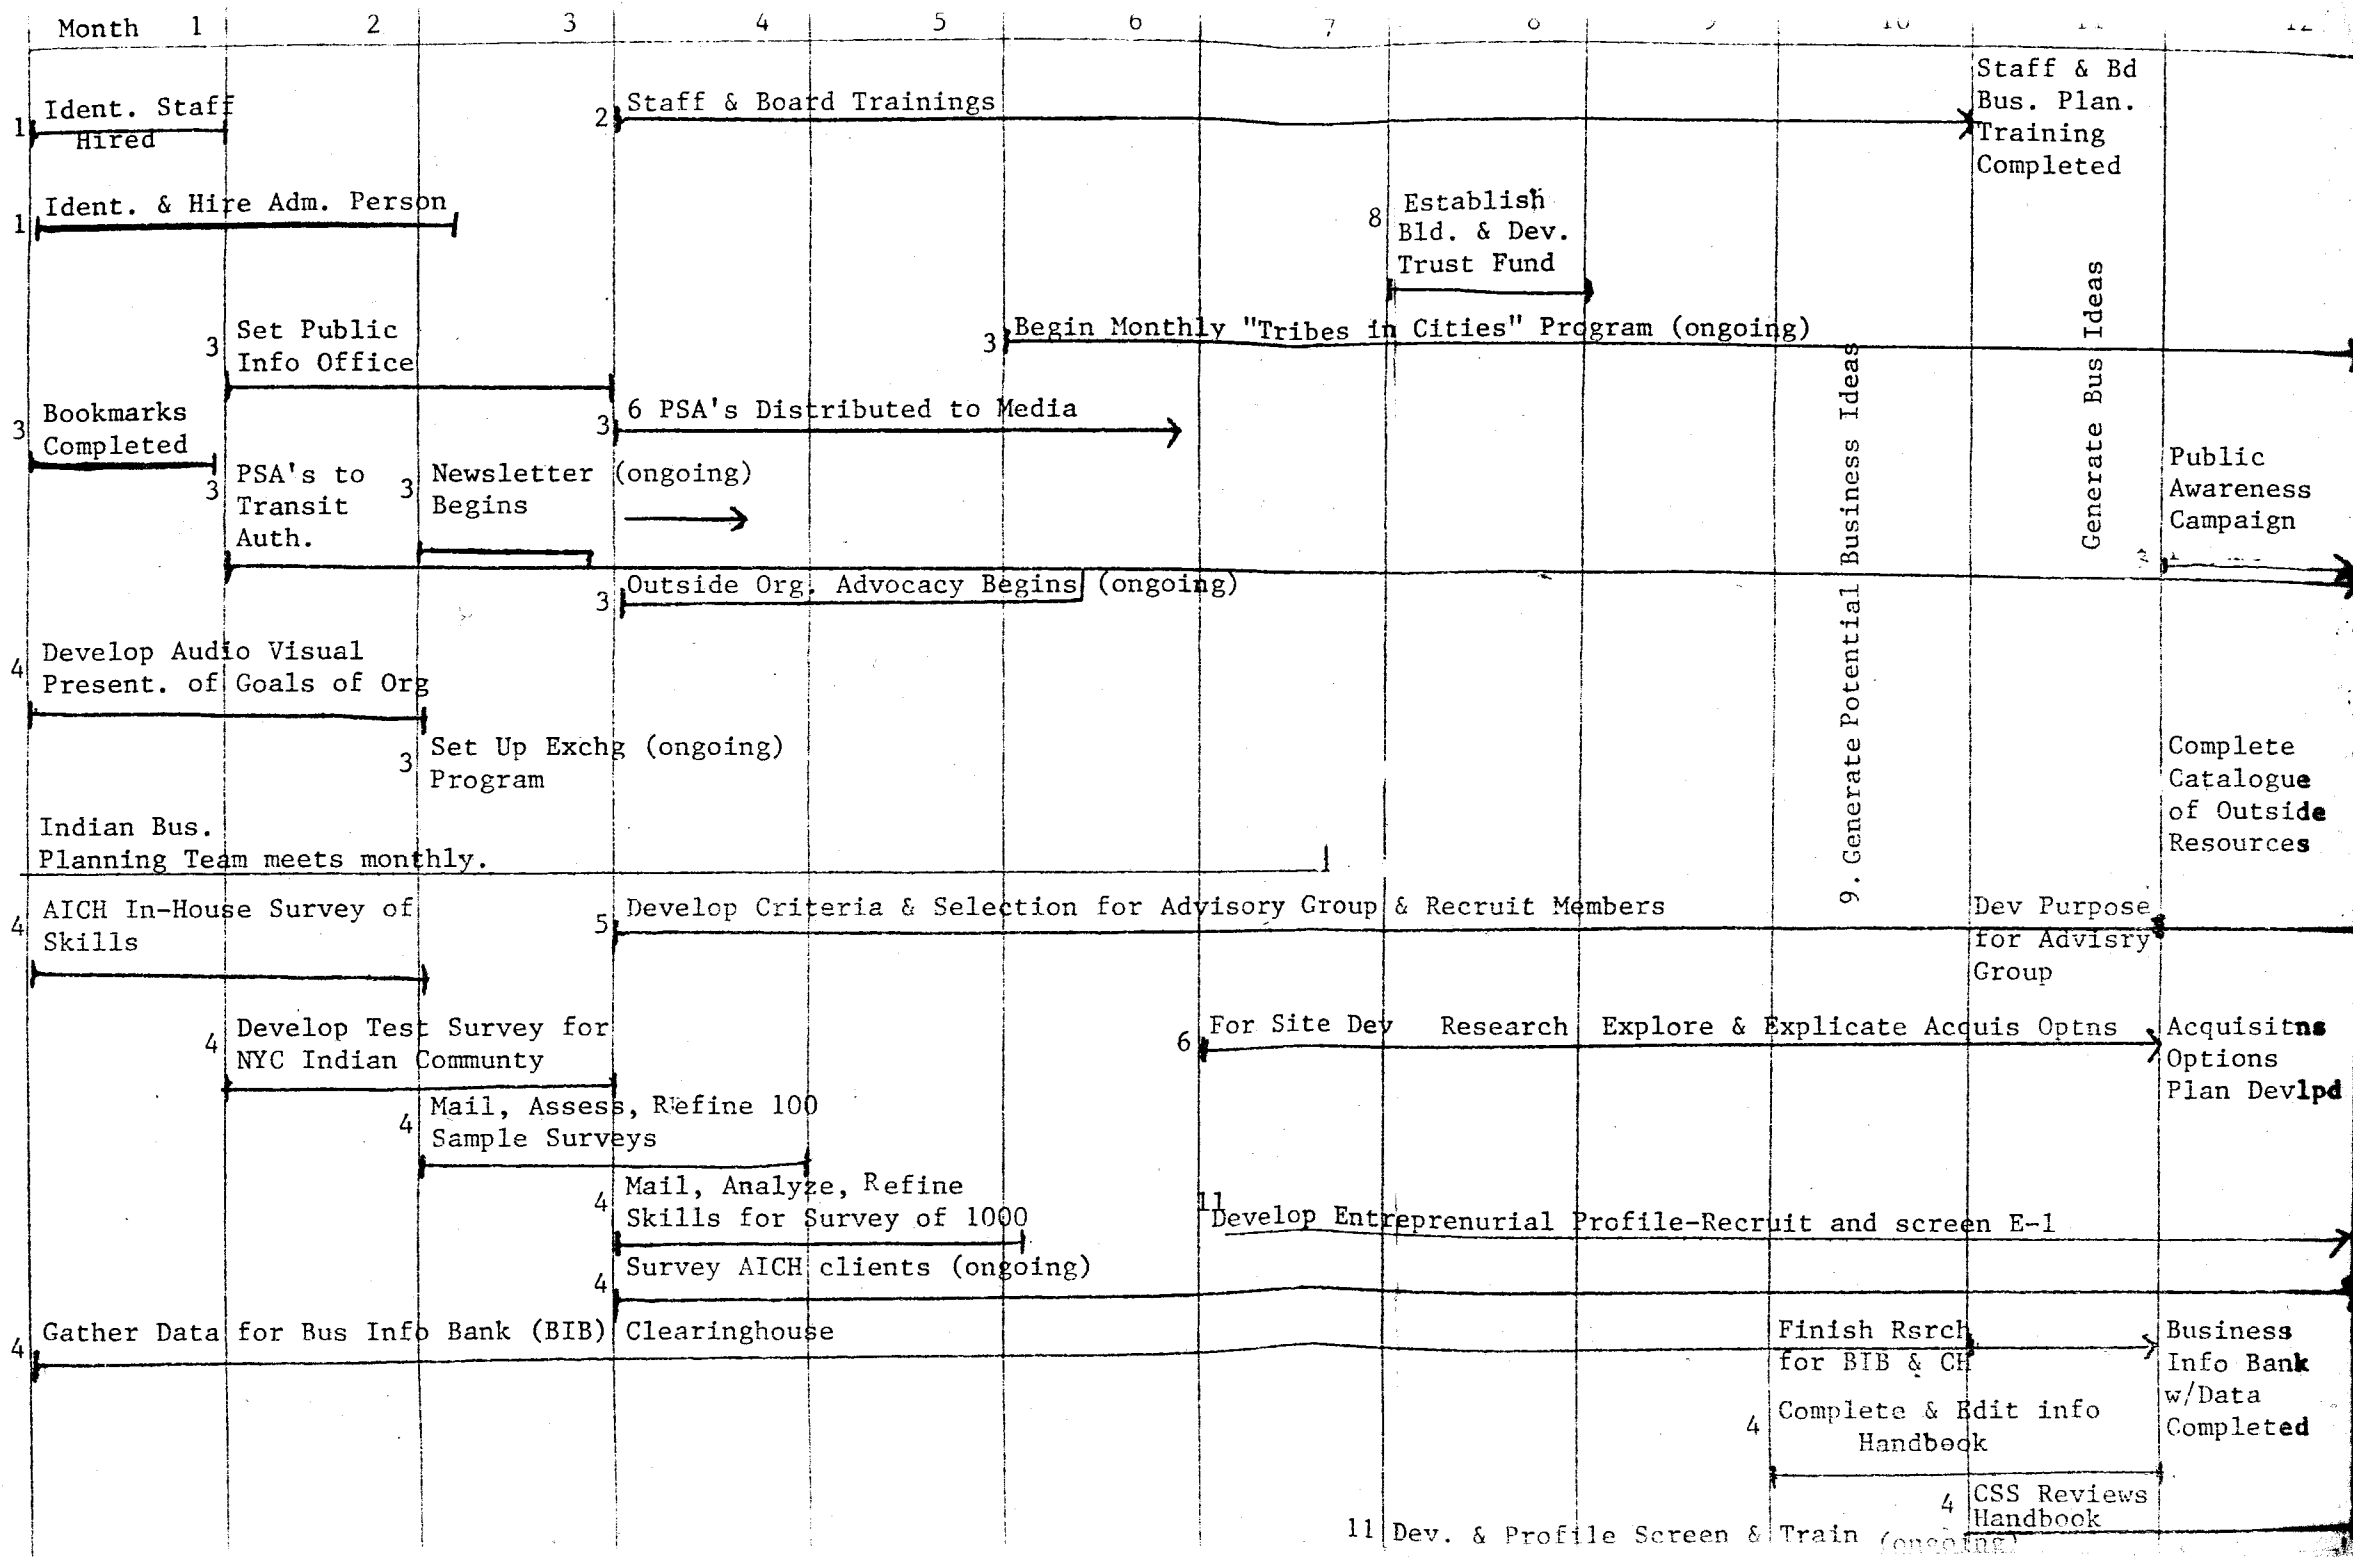 Month 1 2 3 4 5 6 7 8 9 10 11 12
1 Ident. Staff
Hired
2 Staff & Board Trainings
Staff & Bd
Bus. Plan.
Training
Completed
1 Ident. & Hire Adm. Person
8 Establish
Bld. & Dev.
Trust Fund
3 Set Public
Info Office
3 Begin Monthly "Tribes in Cities" Program (ongoing)
9. Generate Potential Business Ideas
Generate Bus Ideas
3 Bookmarks
Completed
3 6 PSA's Distributed to Media
3 PSA's to
Transit
Auth.
3 Newsletter (ongoing)
Begins
Public
Awareness
Campaign
3 Outside Org. Advocacy Begins (ongoing)
4 Develop Audio Visual
Present. of Goals of Org
3 Set Up Exchg (ongoing)
Program
Complete
Catalogue
of Outside
Resources
Indian Bus.
Planning Team meets monthly.
4 AICH In-House Survey of
Skills
5 Develop Criteria & Selection for Advisory Group & Recruit Members
Dev Purpose
for Advisry
Group
4 Develop Test Survey for
NYC Indian Communty
6 For Site Dev Research Explore & Explicate Acquis Optns
Acquisitns
Options
Plan Devlpd
4 Mail, Assess, Refine 100
Sample Surveys
4 Mail, Analyze, Refine
Skills for Survey of 1000
11 Develop Entreprenurial Profile-Recruit and screen E-1
4 Survey AICH clients (ongoing)
4 Gather Data for Bus Info Bank (BIB) Clearinghouse
Finish Rsrch
for BIB & CH
Business
Info Bank
w/Data
Completed
4 Complete & Edit info
Handbook
4 CSS Reviews
Handbook
11 Dev. & Profile Screen & Train (ongoing)